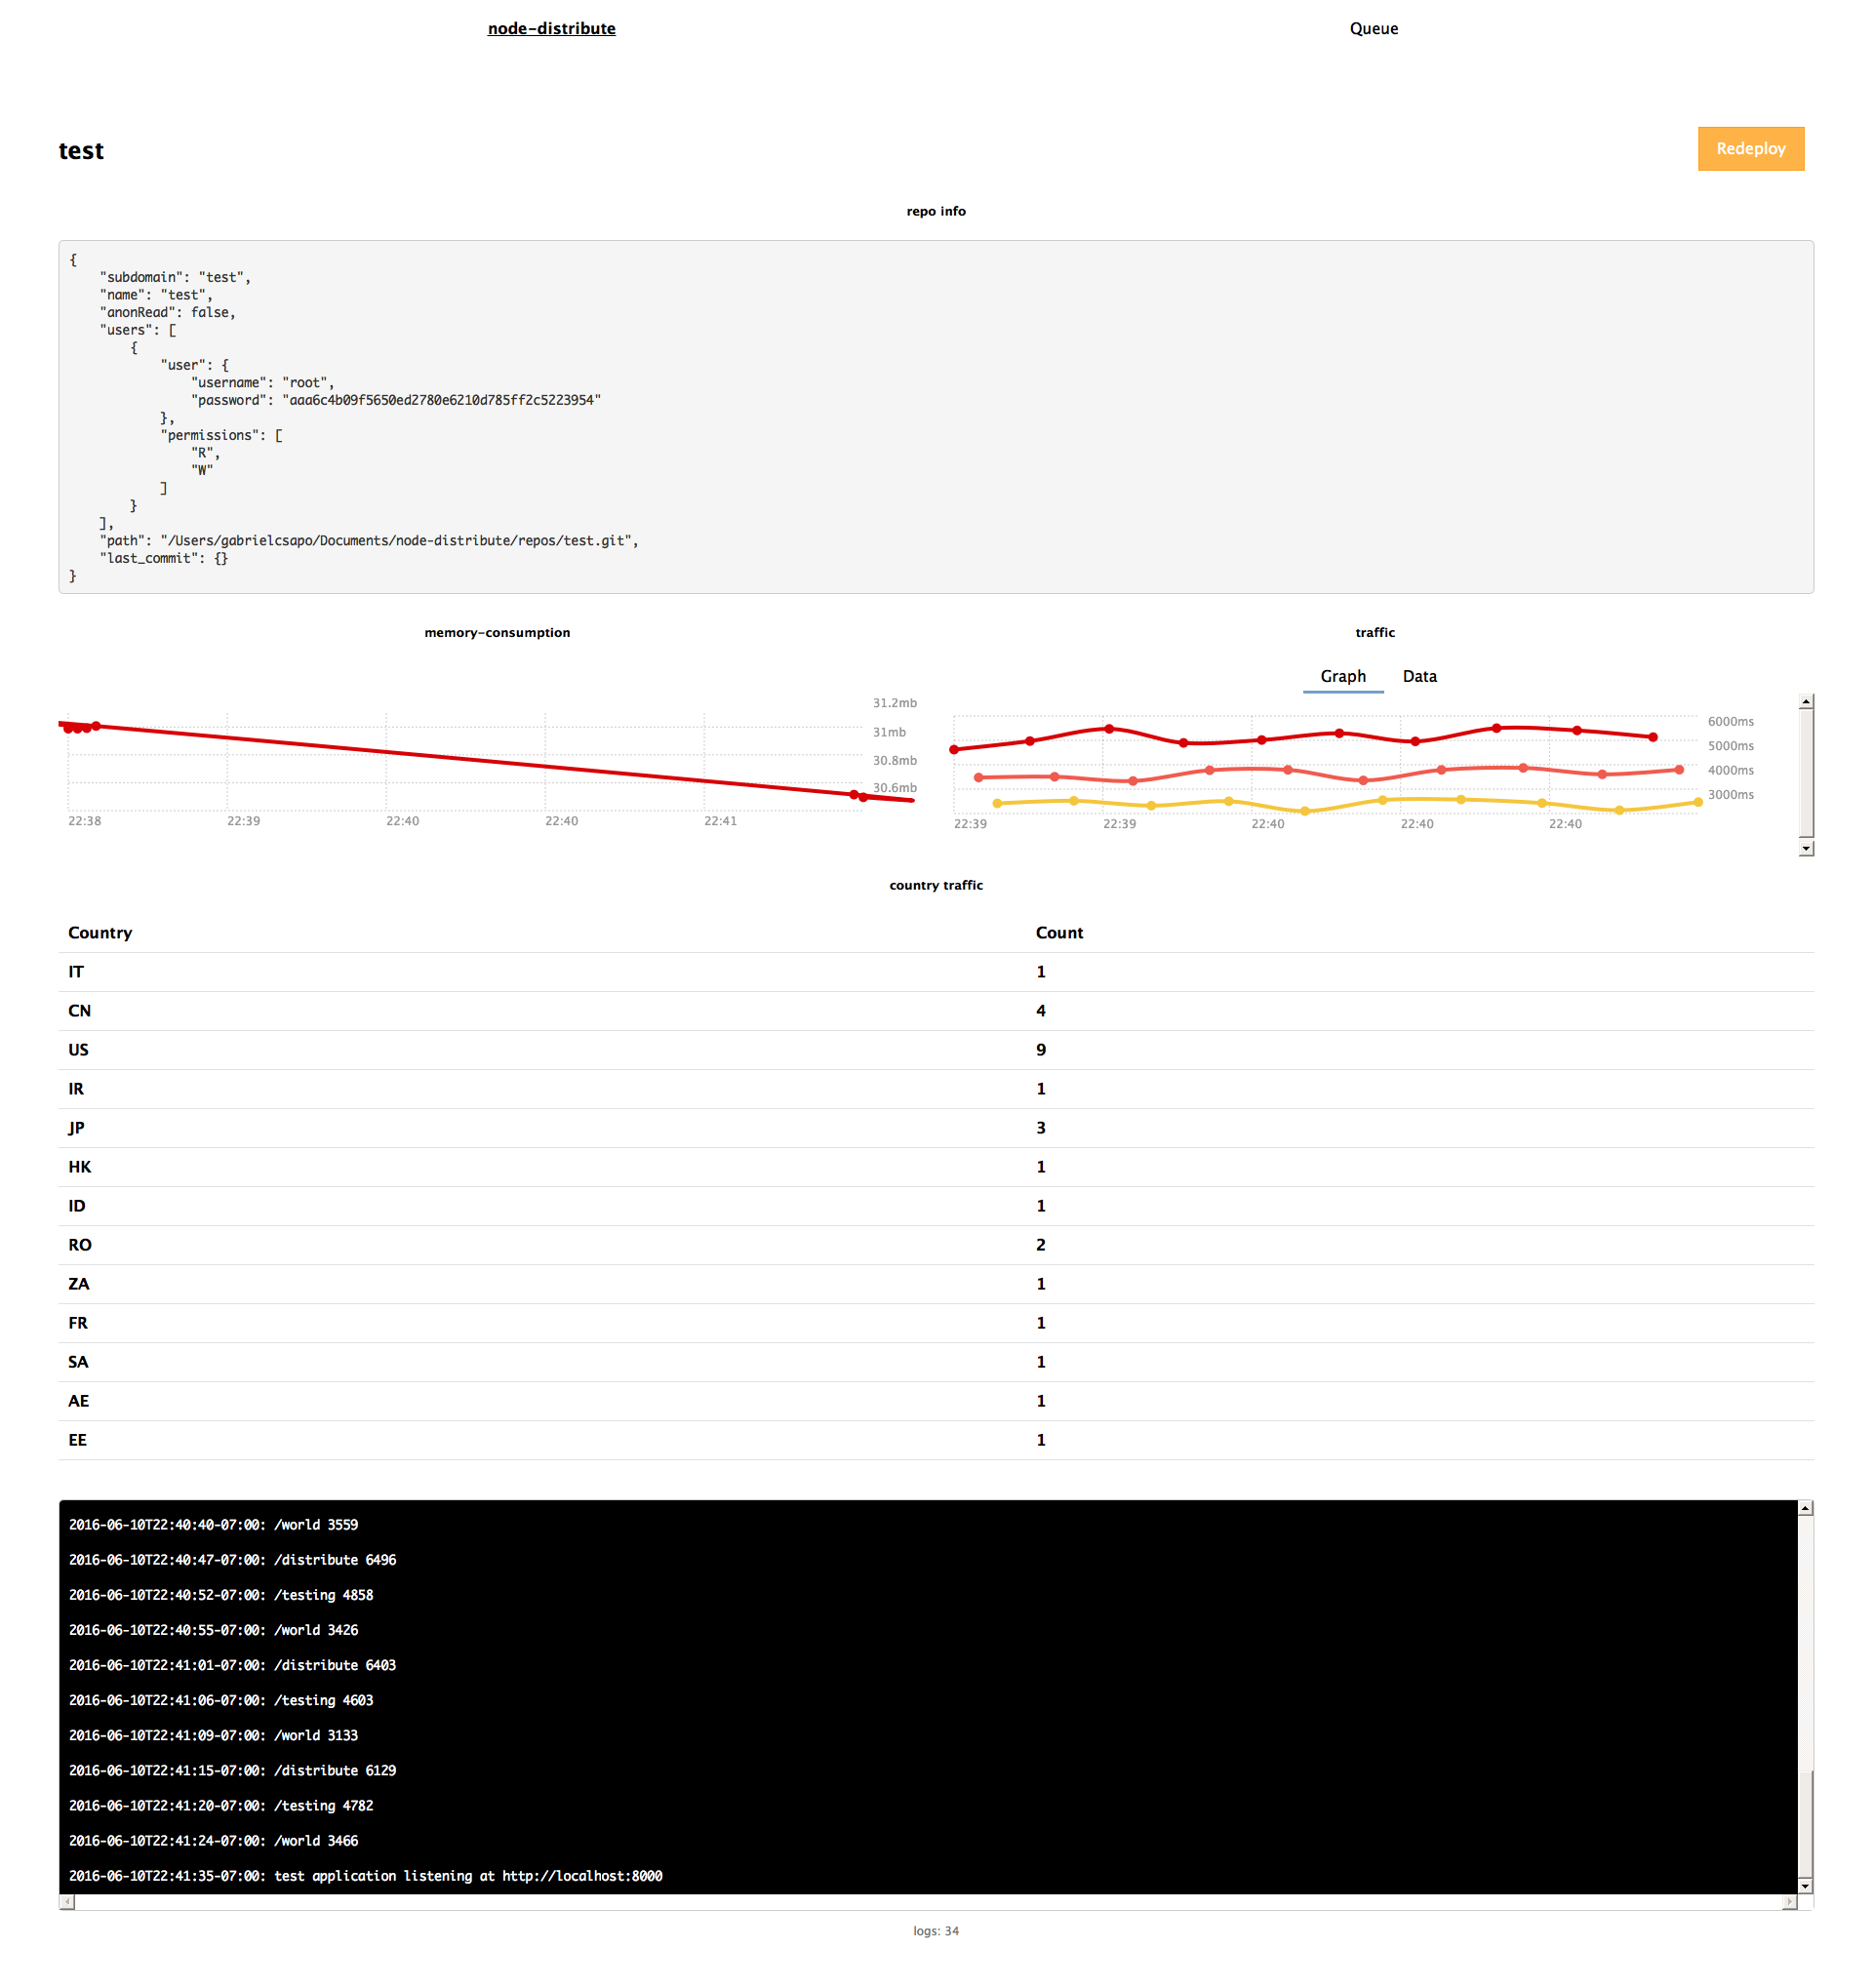 node-distribute Queue
test Redeploy
repo info
{
    "subdomain": "test",
    "name": "test",
    "anonRead": false,
    "users": [
        {
            "user": {
                "username": "root",
                "password": "aaa6c4b09f5650ed2780e6210d785ff2c5223954"
            },
            "permissions": [
                "R",
                "W"
            ]
        }
    ],
    "path": "/Users/gabrielcsapo/Documents/node-distribute/repos/test.git",
    "last_commit": {}
}
memory-consumption
31.2mb
31mb
30.8mb
30.6mb
22:38 22:39 22:40 22:40 22:41
traffic
Graph Data
6000ms
5000ms
4000ms
3000ms
22:39 22:39 22:40 22:40 22:40
country traffic
Country Count
IT 1
CN 4
US 9
IR 1
JP 3
HK 1
ID 1
RO 2
ZA 1
FR 1
SA 1
AE 1
EE 1
2016-06-10T22:40:40-07:00: /world 3559
2016-06-10T22:40:47-07:00: /distribute 6496
2016-06-10T22:40:52-07:00: /testing 4858
2016-06-10T22:40:55-07:00: /world 3426
2016-06-10T22:41:01-07:00: /distribute 6403
2016-06-10T22:41:06-07:00: /testing 4603
2016-06-10T22:41:09-07:00: /world 3133
2016-06-10T22:41:15-07:00: /distribute 6129
2016-06-10T22:41:20-07:00: /testing 4782
2016-06-10T22:41:24-07:00: /world 3466
2016-06-10T22:41:35-07:00: test application listening at http://localhost:8000
logs: 34